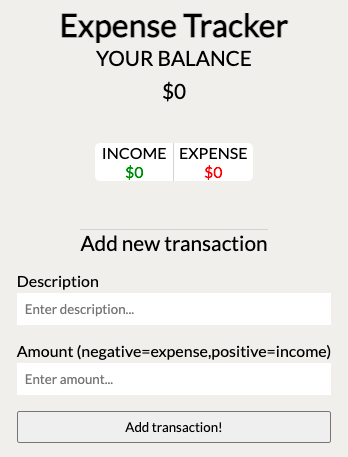 Expense Tracker
YOUR BALANCE
$0
INCOME EXPENSE
$0 $0
Add new transaction
Description
Enter description...
Amount (negative=expense,positive=income)
Enter amount...
Add transaction!